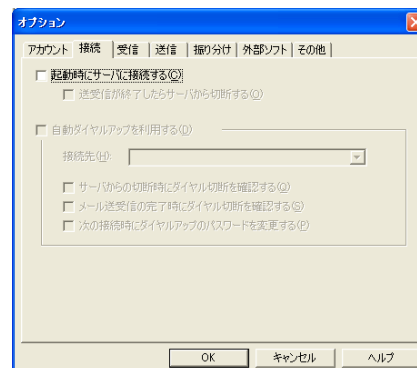 オプション
アカウント 接続 受信 送信 振り分け 外部ソフト その他
起動時にサーバに接続する(C)
送受信が終了したらサーバから切断する(O)
自動ダイヤルアップを利用する(D)
接続先(H):
サーバからの切断時にダイヤル切断を確認する(Q)
メール送受信の完了時にダイヤル切断を確認する(S)
次の接続時にダイヤルアップのパスワードを変更する(P)
OK キャンセル ヘルプ